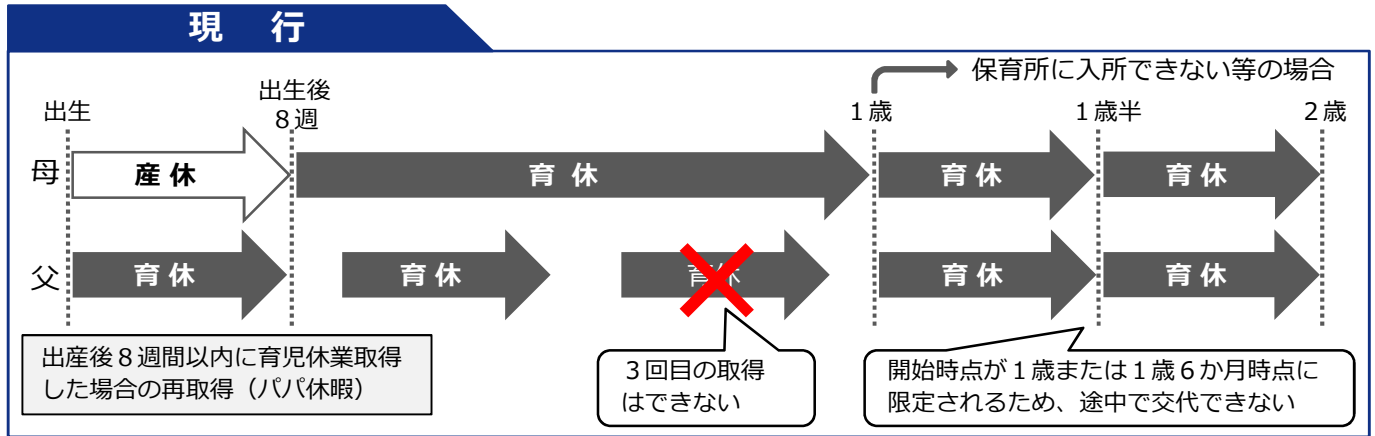 現 行
保育所に入所できない等の場合
出生
出生後
８週
１歳
１歳半
２歳
母
産 休
育 休
育 休
育 休
父
育 休
育 休
育休
育 休
育 休
出産後８週間以内に育児休業取得
した場合の再取得（パパ休暇）
３回目の取得
はできない
開始時点が１歳または１歳６か月時点に
限定されるため、途中で交代できない